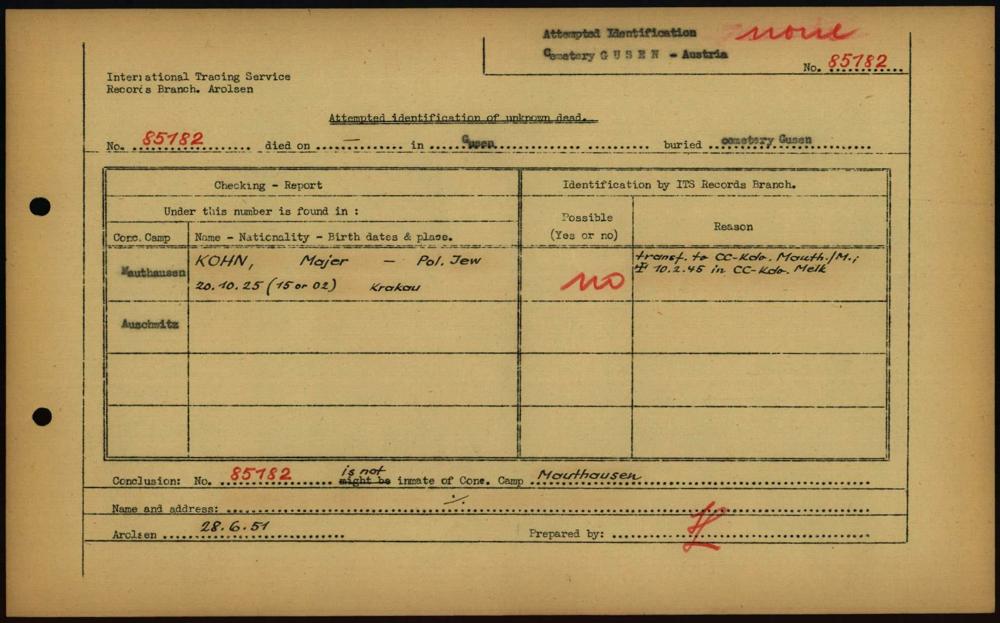 Attempted Identification none
Cemetery GUSEN - Austria
No. 85182
International Tracing Service
Records Branch. Arolsen
Attempted identification of unknown dead.
No. 85182 died on — in Gusen buried cemetery Gusen
Checking - Report Identification by ITS Records Branch.
Under this number is found in : Possible (Yes or no) Reason
Conc. Camp Name - Nationality - Birth dates & place.
Mauthausen KOHN, Majer — Pol. Jew no transf. to CC-Kdo. Mauth./M.;
20.10.25 (15 or 02) Krakau 10.2.45 in CC-Kdo. Melk
Auschwitz
Conclusion: No. 85182 is not might be inmate of Conc. Camp Mauthausen
Name and address: ./.
Arolsen 28.6.51 Prepared by: